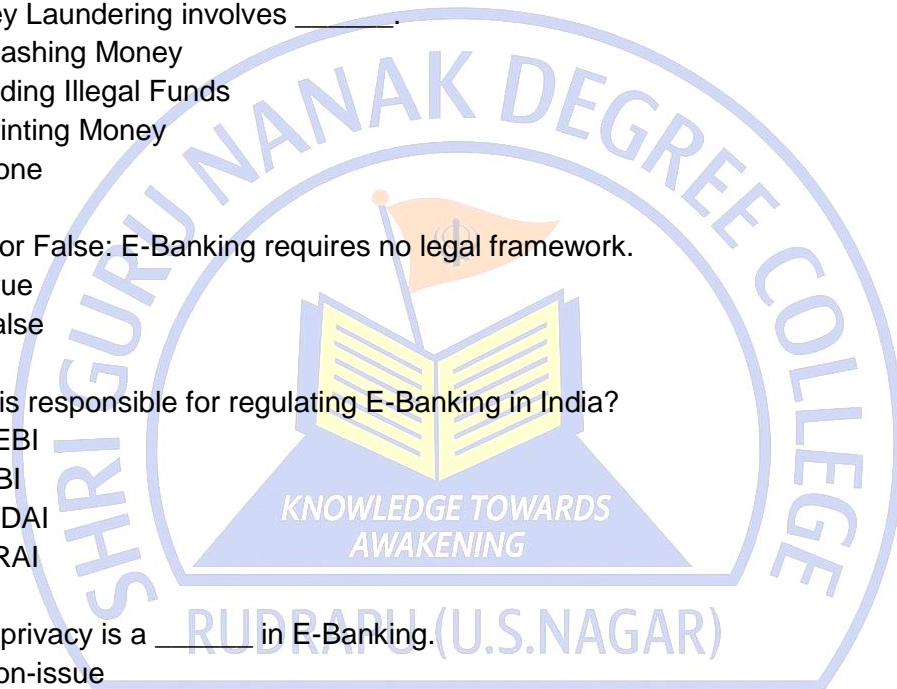 ey Laundering involves ______.
ashing Money
ding Illegal Funds
inting Money
one
or False: E-Banking requires no legal framework.
ue
alse
is responsible for regulating E-Banking in India?
EBI
BI
DAI
RAI
privacy is a ______ in E-Banking.
on-issue
SHRI GURU NANAK DEGREE COLLEGE
KNOWLEDGE TOWARDS
AWAKENING
RUDRAPU (U.S.NAGAR)